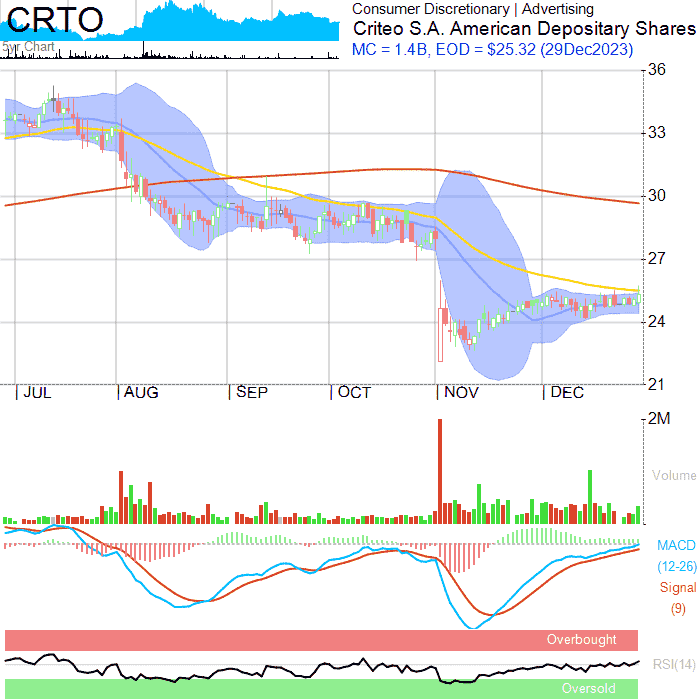 CRTO
5yr Chart
Consumer Discretionary | Advertising
Criteo S.A. American Depositary Shares
MC = 1.4B, EOD = $25.32 (29Dec2023)
36
33
30
27
24
21
| JUL | AUG | SEP | OCT | NOV | DEC
2M
Volume
MACD
(12-26)
Signal
(9)
Overbought
RSI(14)
Oversold